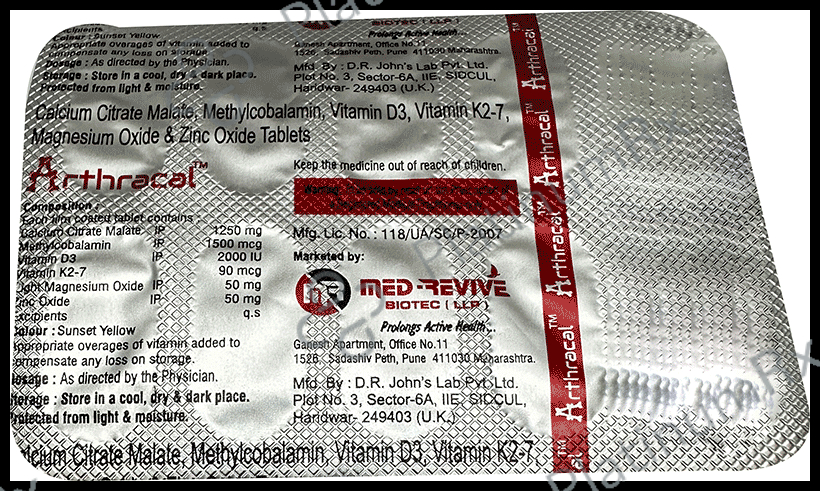 cipients q.s
Colour : Sunset Yellow
Appropriate overages of vitamin added to
compensate any loss on storage.
Dosage : As directed by the Physician.
Storage : Store in a cool, dry & dark place.
Protected from light & moisture.
BIOTEC (LLP)
Prolongs Active Health...
Ganesh Apartment, Office No.11
1526, Sadashiv Peth, Pune 411030 Maharashtra.
Mfd. By : D.R. John's Lab Pvt. Ltd.
Plot No. 3, Sector-6A, IIE, SIDCUL,
Haridwar- 249403 (U.K.)
Calcium Citrate Malate, Methylcobalamin, Vitamin D3, Vitamin K2-7,
Magnesium Oxide & Zinc Oxide Tablets
Arthracal™
Composition :
Each film coated tablet contains :
Calcium Citrate Malate IP 1250 mg
Methylcobalamin IP 1500 mcg
Vitamin D3 IP 2000 IU
Vitamin K2-7 90 mcg
Light Magnesium Oxide IP 50 mg
Zinc Oxide IP 50 mg
Excipients q.s
Colour : Sunset Yellow
Appropriate overages of vitamin added to
compensate any loss on storage.
Dosage : As directed by the Physician.
Storage : Store in a cool, dry & dark place.
Protected from light & moisture.
Keep the medicine out of reach of children.
Mfg. Lic. No. : 118/UA/SC/P-2007
Marketed by:
MR MED REVIVE
BIOTEC (LLP)
Prolongs Active Health...
Ganesh Apartment, Office No.11
1526, Sadashiv Peth, Pune 411030 Maharashtra.
Mfd. By : D.R. John's Lab Pvt. Ltd.
Plot No. 3, Sector-6A, IIE, SIDCUL,
Haridwar- 249403 (U.K.)
Calcium Citrate Malate, Methylcobalamin, Vitamin D3, Vitamin K2-7,
Arthracal™
Arthracal™
Arthracal™
Arthracal™
al™